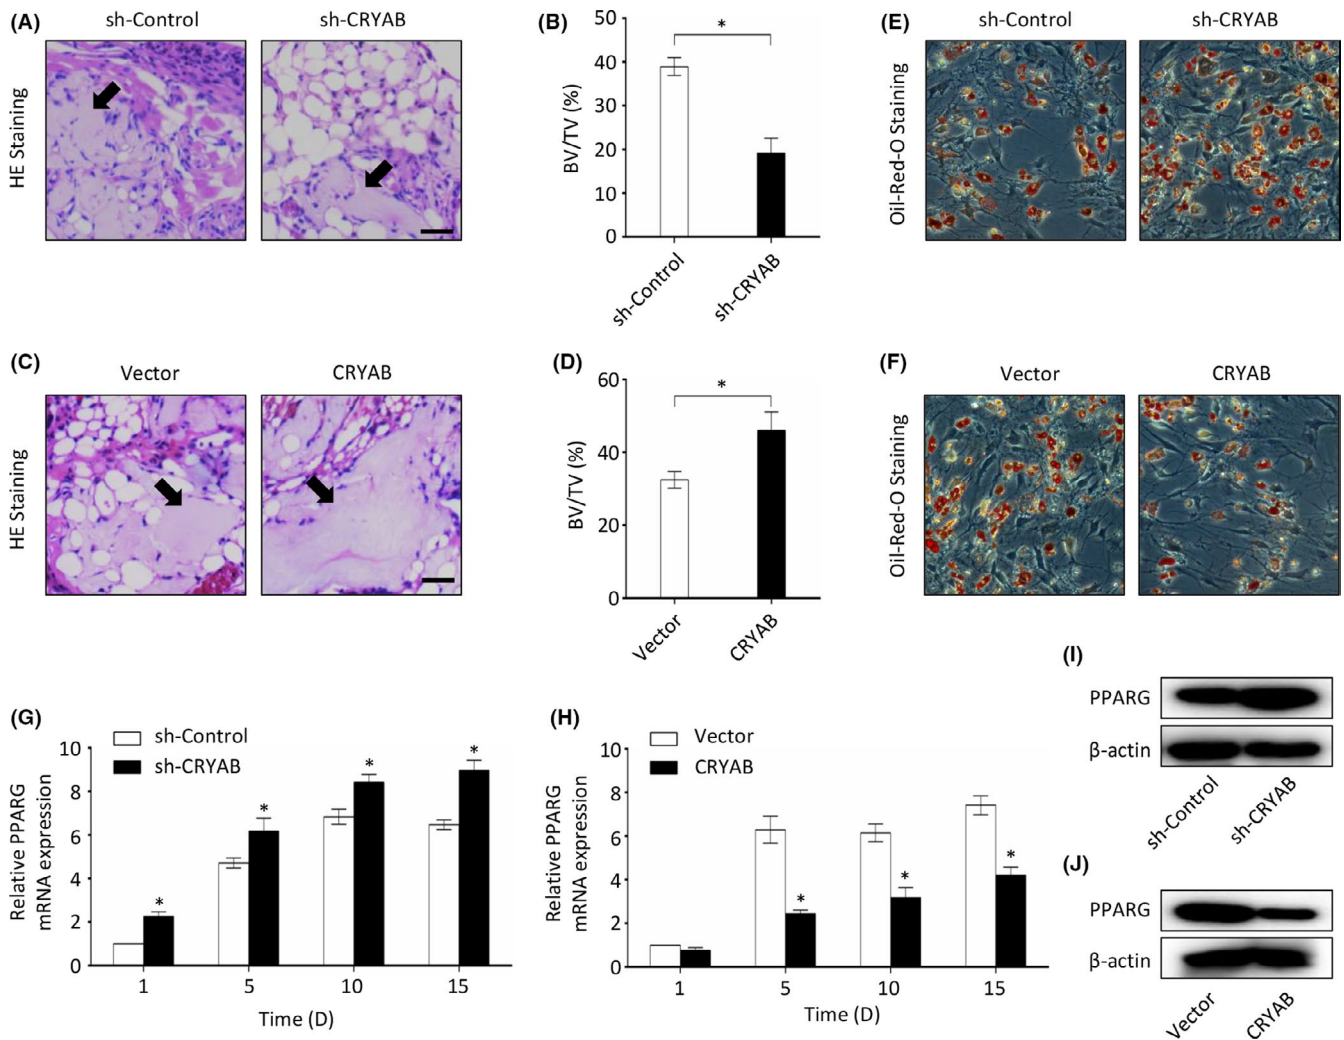 (A)
sh-Control
sh-CRYAB
HE Staining
(B)
50
40
30
20
10
0
BV/TV (%)
*
sh-Control
sh-CRYAB
(E)
sh-Control
sh-CRYAB
Oil-Red-O Staining
(C)
Vector
CRYAB
HE Staining
(D)
60
40
20
0
BV/TV (%)
*
Vector
CRYAB
(F)
Vector
CRYAB
Oil-Red-O Staining
(G)
sh-Control
sh-CRYAB
Relative PPARG
mRNA expression
10
8
6
4
2
0
*
*
*
*
1
5
10
15
Time (D)
(H)
Vector
CRYAB
Relative PPARG
mRNA expression
10
8
6
4
2
0
*
*
*
1
5
10
15
Time (D)
(I)
PPARG
β-actin
sh-Control
sh-CRYAB
(J)
PPARG
β-actin
Vector
CRYAB